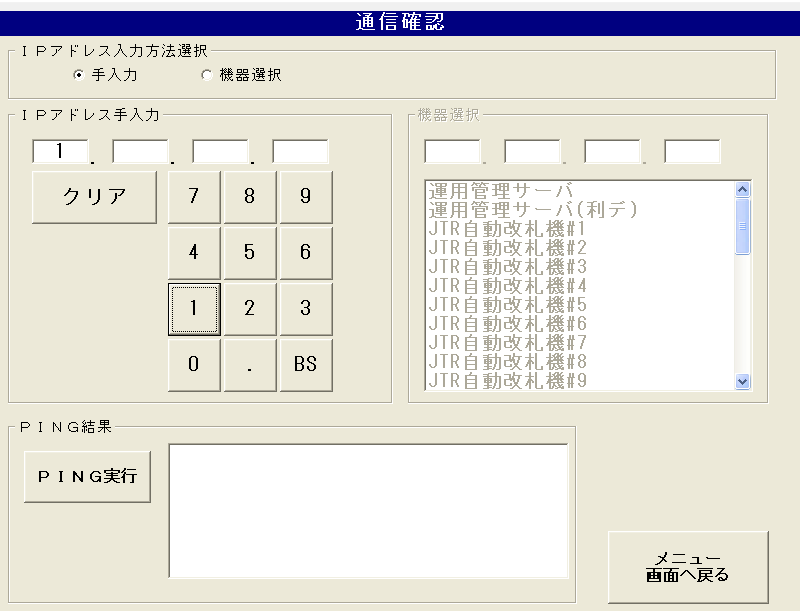 通信確認
ＩＰアドレス入力方法選択
手入力 機器選択
ＩＰアドレス手入力
1 . . .
クリア 7 8 9
4 5 6
1 2 3
0 . BS
機器選択
. . .
運用管理サーバ
運用管理サーバ(利デ)
JTR自動改札機#1
JTR自動改札機#2
JTR自動改札機#3
JTR自動改札機#4
JTR自動改札機#5
JTR自動改札機#6
JTR自動改札機#7
JTR自動改札機#8
JTR自動改札機#9
ＰＩＮＧ結果
ＰＩＮＧ実行
メニュー
画面へ戻る